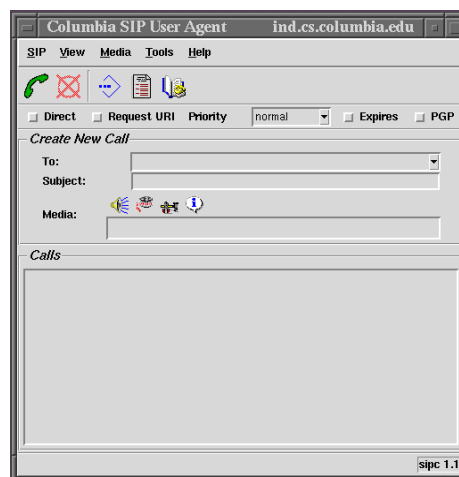 Columbia SIP User Agent ind.cs.columbia.edu
SIP View Media Tools Help
Direct Request URI Priority normal Expires PGP
Create New Call
To:
Subject:
Media:
Calls
sipc 1.1